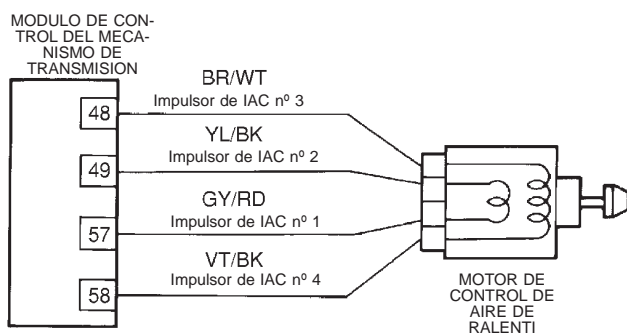 MODULO DE CON-
TROL DEL MECA-
NISMO DE
TRANSMISION
BR/WT
48
Impulsor de IAC nº 3
YL/BK
49
Impulsor de IAC nº 2
GY/RD
57
Impulsor de IAC nº 1
VT/BK
58
Impulsor de IAC nº 4
MOTOR DE
CONTROL DE
AIRE DE
RALENTI